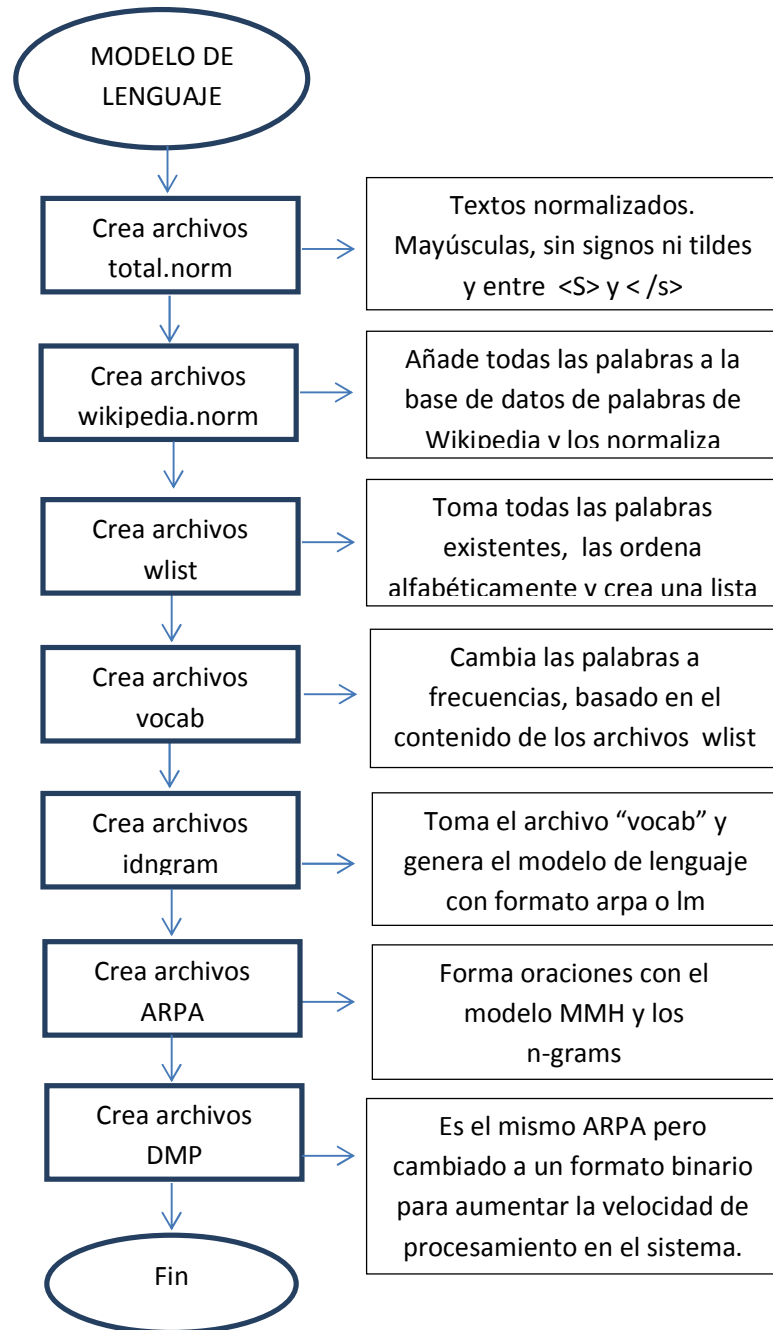 MODELO DE
LENGUAJE
Crea archivos
total.norm
Textos normalizados.
Mayúsculas, sin signos ni tildes
y entre <S> y < /s>
Crea archivos
wikipedia.norm
Añade todas las palabras a la
base de datos de palabras de
Wikipedia y los normaliza
Crea archivos
wlist
Toma todas las palabras
existentes, las ordena
alfabéticamente y crea una lista
Crea archivos
vocab
Cambia las palabras a
frecuencias, basado en el
contenido de los archivos wlist
Crea archivos
idngram
Toma el archivo “vocab” y
genera el modelo de lenguaje
con formato arpa o lm
Crea archivos
ARPA
Forma oraciones con el
modelo MMH y los
n-grams
Crea archivos
DMP
Es el mismo ARPA pero
cambiado a un formato binario
para aumentar la velocidad de
procesamiento en el sistema.
Fin